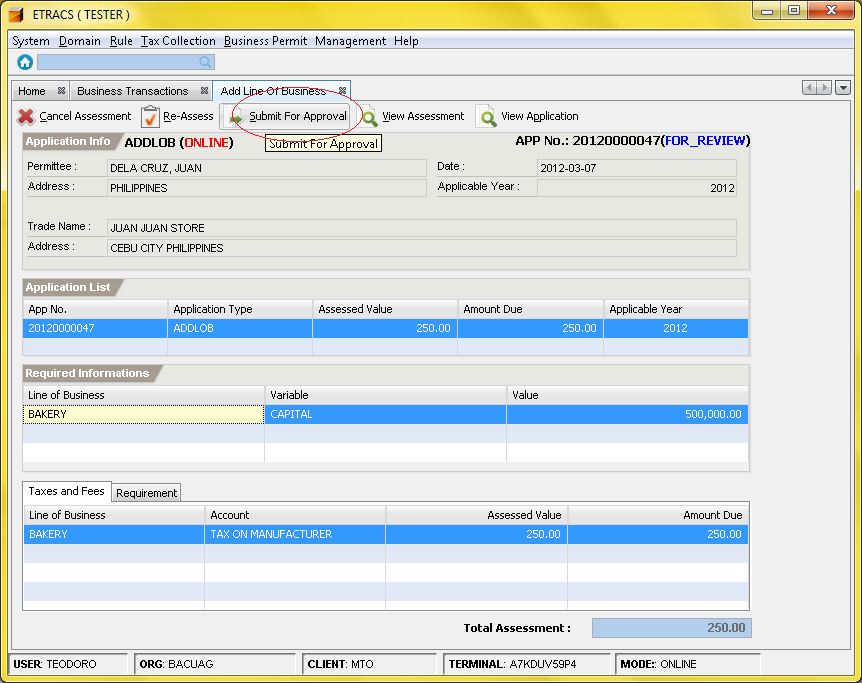 ETRACS ( TESTER )
System Domain Rule Tax Collection Business Permit Management Help
Home Business Transactions Add Line Of Business
Cancel Assessment Re-Assess Submit For Approval View Assessment View Application
Application Info ADDLOB (ONLINE) Submit For Approval APP No.: 20120000047(FOR_REVIEW)
Permittee : DELA CRUZ, JUAN Date : 2012-03-07
Address : PHILIPPINES Applicable Year : 2012
Trade Name : JUAN JUAN STORE
Address : CEBU CITY PHILIPPINES
Application List
App No. Application Type Assessed Value Amount Due Applicable Year
20120000047 ADDLOB 250.00 250.00 2012
Required Informations
Line of Business Variable Value
BAKERY CAPITAL 500,000.00
Taxes and Fees Requirement
Line of Business Account Assessed Value Amount Due
BAKERY TAX ON MANUFACTURER 250.00 250.00
Total Assessment : 250.00
USER: TEODORO ORG: BACUAG CLIENT: MTO TERMINAL: A7KDUV59P4 MODE:: ONLINE